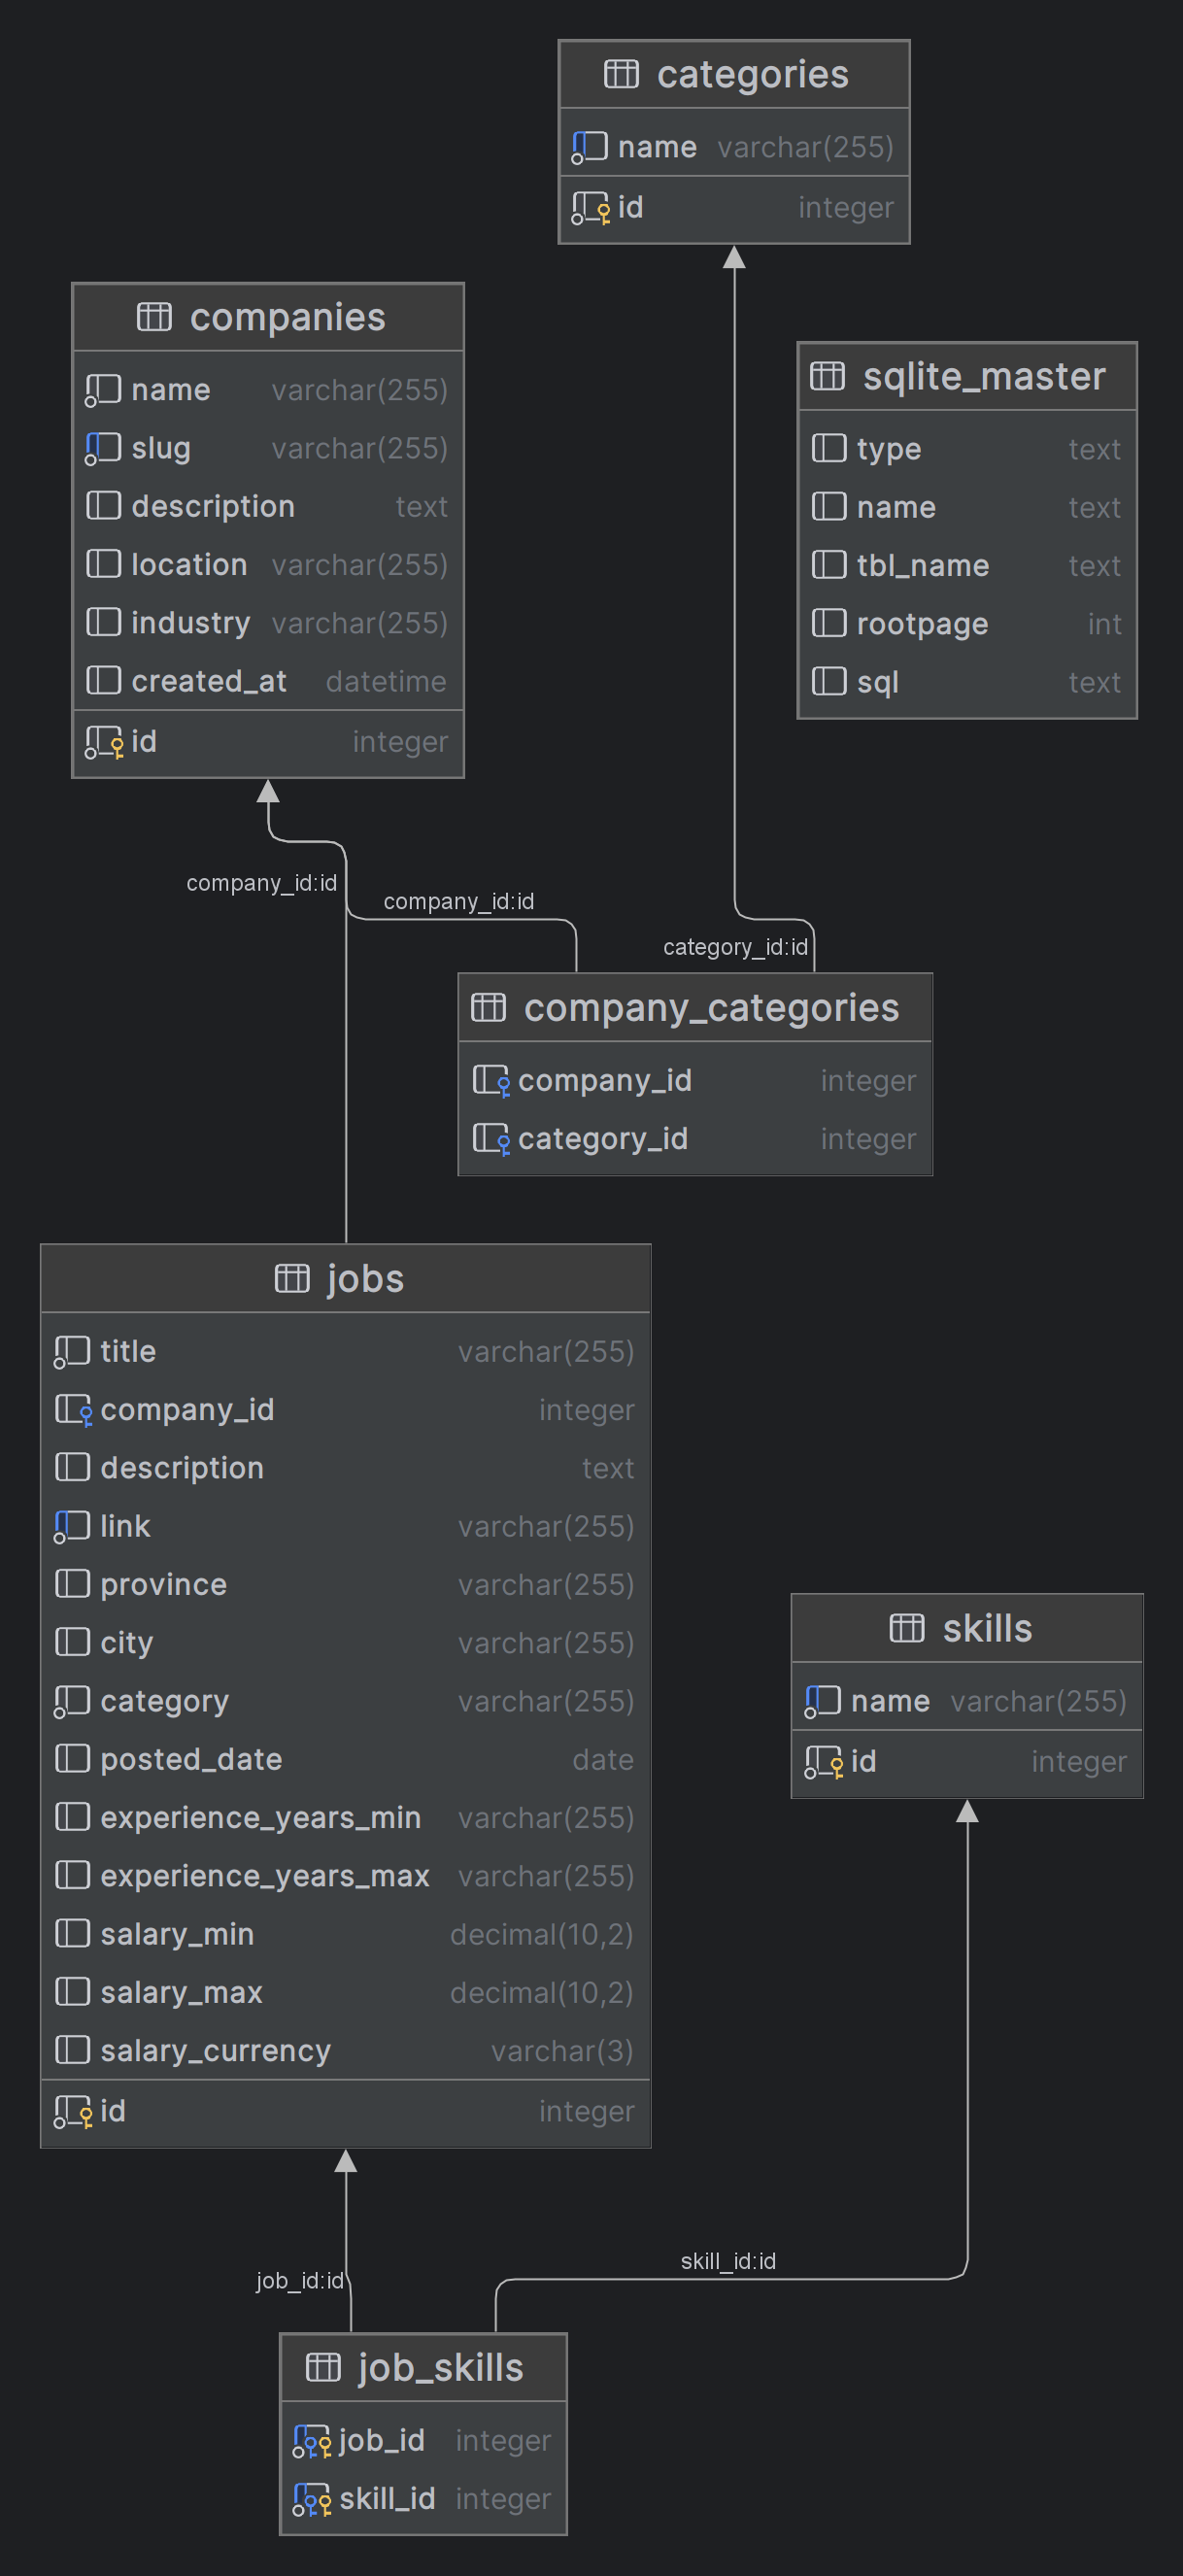 categories
name varchar(255)
id integer
companies
name varchar(255)
slug varchar(255)
description text
location varchar(255)
industry varchar(255)
created_at datetime
id integer
sqlite_master
type text
name text
tbl_name text
rootpage int
sql text
company_id:id
company_id:id
category_id:id
company_categories
company_id integer
category_id integer
jobs
title varchar(255)
company_id integer
description text
link varchar(255)
province varchar(255)
city varchar(255)
category varchar(255)
posted_date date
experience_years_min varchar(255)
experience_years_max varchar(255)
salary_min decimal(10,2)
salary_max decimal(10,2)
salary_currency varchar(3)
id integer
skills
name varchar(255)
id integer
job_id:id
skill_id:id
job_skills
job_id integer
skill_id integer